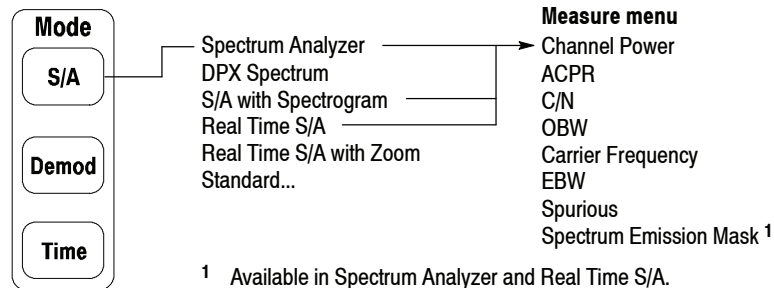 Mode
S/A
Demod
Time
Spectrum Analyzer
DPX Spectrum
S/A with Spectrogram
Real Time S/A
Real Time S/A with Zoom
Standard...
Measure menu
Channel Power
ACPR
C/N
OBW
Carrier Frequency
EBW
Spurious
Spectrum Emission Mask 1
1 Available in Spectrum Analyzer and Real Time S/A.